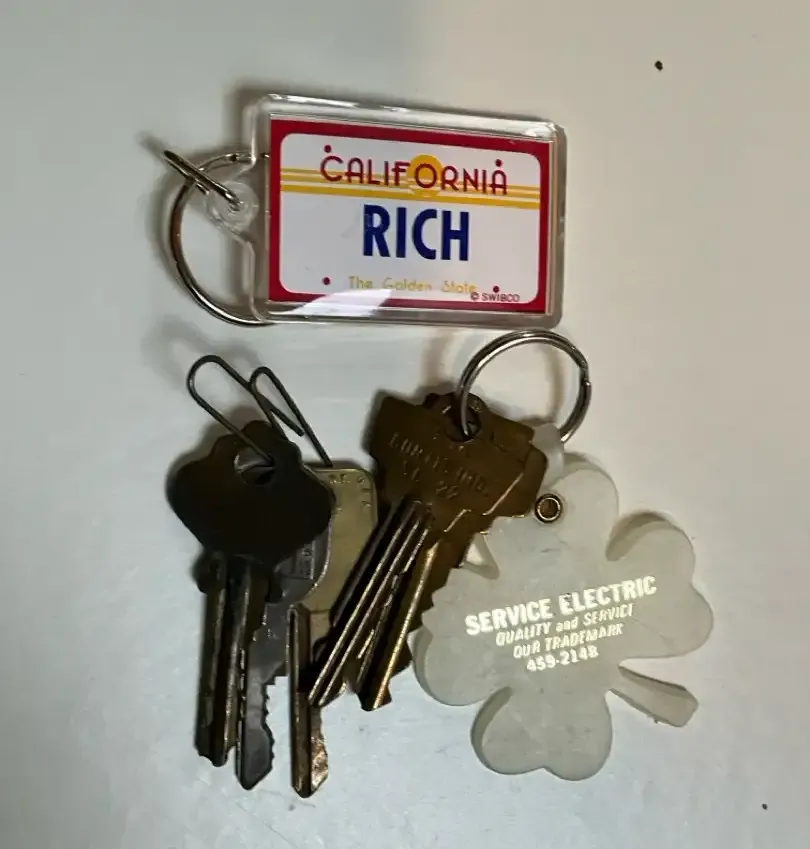 CALIFORNIA
RICH
The Golden State
© SWIBCO
SERVICE ELECTRIC
QUALITY and SERVICE
OUR TRADEMARK
459-2148